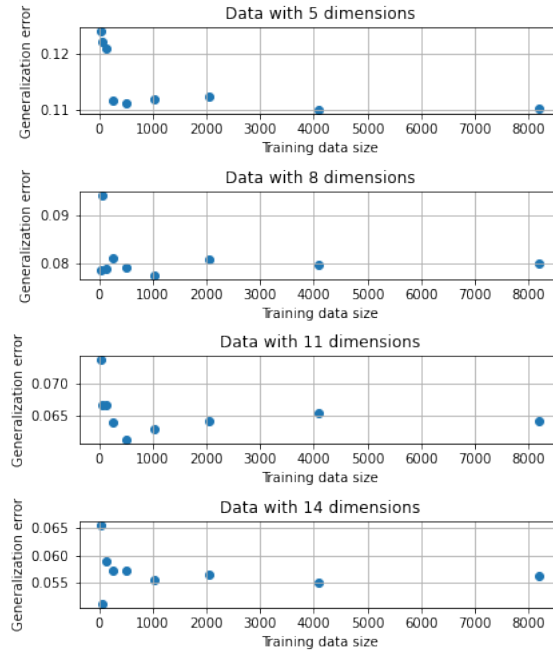 Data with 5 dimensions
Generalization error
0.12
0.11
0 1000 2000 3000 4000 5000 6000 7000 8000
Training data size
Data with 8 dimensions
Generalization error
0.09
0.08
0 1000 2000 3000 4000 5000 6000 7000 8000
Training data size
Data with 11 dimensions
Generalization error
0.070
0.065
0 1000 2000 3000 4000 5000 6000 7000 8000
Training data size
Data with 14 dimensions
Generalization error
0.065
0.060
0.055
0 1000 2000 3000 4000 5000 6000 7000 8000
Training data size